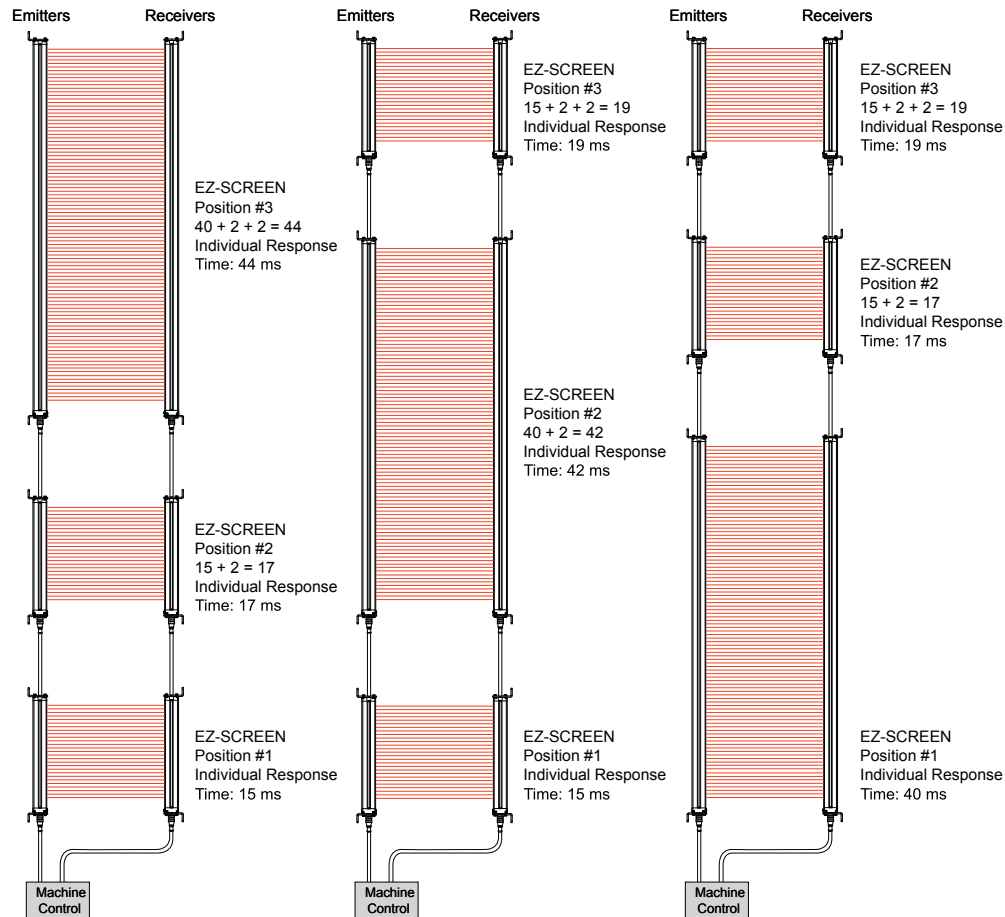 Emitters
Receivers
EZ-SCREEN
Position #3
40 + 2 + 2 = 44
Individual Response
Time: 44 ms
EZ-SCREEN
Position #2
15 + 2 = 17
Individual Response
Time: 17 ms
EZ-SCREEN
Position #1
Individual Response
Time: 15 ms
Machine
Control
Emitters
Receivers
EZ-SCREEN
Position #3
15 + 2 + 2 = 19
Individual Response
Time: 19 ms
EZ-SCREEN
Position #2
40 + 2 = 42
Individual Response
Time: 42 ms
EZ-SCREEN
Position #1
Individual Response
Time: 15 ms
Machine
Control
Emitters
Receivers
EZ-SCREEN
Position #3
15 + 2 + 2 = 19
Individual Response
Time: 19 ms
EZ-SCREEN
Position #2
15 + 2 = 17
Individual Response
Time: 17 ms
EZ-SCREEN
Position #1
Individual Response
Time: 40 ms
Machine
Control